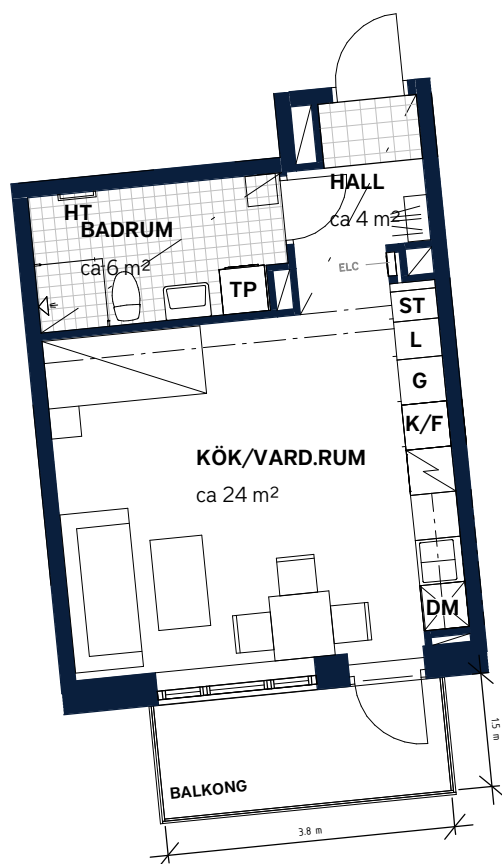 HALL
ca 4 m²
HT
BADRUM
ca 6 m²
TP
ELC
ST
L
G
K/F
KÖK/VARD.RUM
ca 24 m²
DM
BALKONG
1.5 m
3.8 m